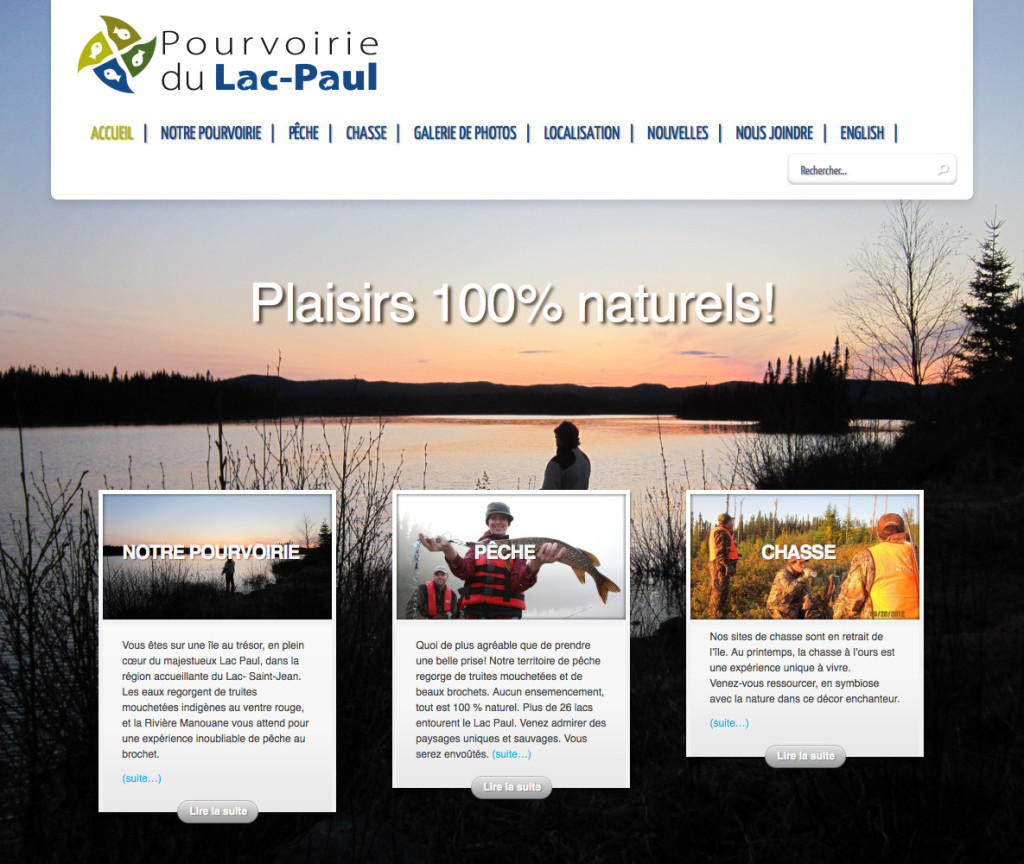 Pourvoirie
du Lac-Paul
ACCUEIL | NOTRE POURVOIRIE | PÊCHE | CHASSE | GALERIE DE PHOTOS | LOCALISATION | NOUVELLES | NOUS JOINDRE | ENGLISH |
Rechercher...
Plaisirs 100% naturels!
NOTRE POURVOIRIE
Vous êtes sur une île au trésor, en plein
cœur du majestueux Lac Paul, dans la
région accueillante du Lac- Saint-Jean.
Les eaux regorgent de truites
mouchetées indigènes au ventre rouge,
et la Rivière Manouane vous attend pour
une expérience inoubliable de pêche au
brochet.
(suite…)
Lire la suite
PÊCHE
Quoi de plus agréable que de prendre
une belle prise! Notre territoire de pêche
regorge de truites mouchetées et de
beaux brochets. Aucun ensemencement,
tout est 100 % naturel. Plus de 26 lacs
entourent le Lac Paul. Venez admirer des
paysages uniques et sauvages. Vous
serez envoûtés. (suite…)
Lire la suite
CHASSE
Nos sites de chasse sont en retrait de
l'île. Au printemps, la chasse à l'ours est
une expérience unique à vivre.
Venez-vous ressourcer, en symbiose
avec la nature dans ce décor enchanteur.
(suite…)
Lire la suite